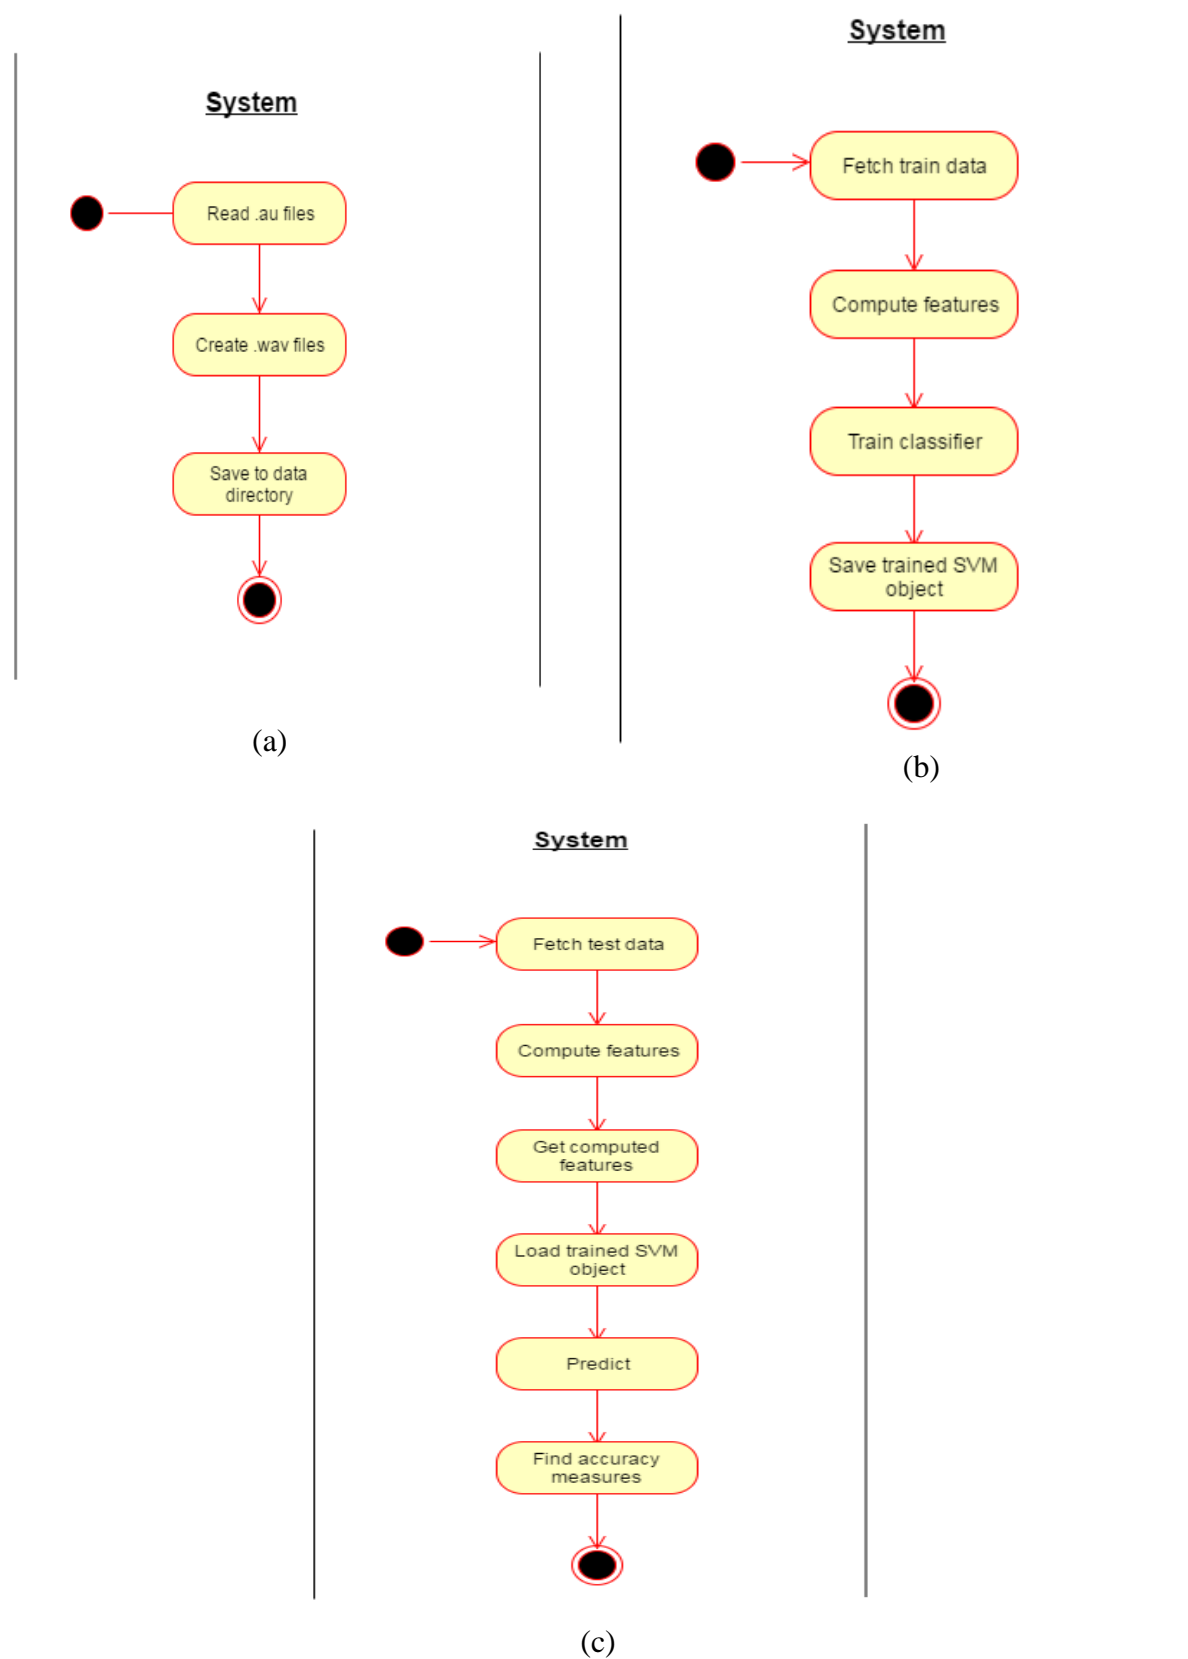 System
Read .au files
Create .wav files
Save to data
directory
(a)
System
Fetch train data
Compute features
Train classifier
Save trained SVM
object
(b)
System
Fetch test data
Compute features
Get computed
features
Load trained SVM
object
Predict
Find accuracy
measures
(c)